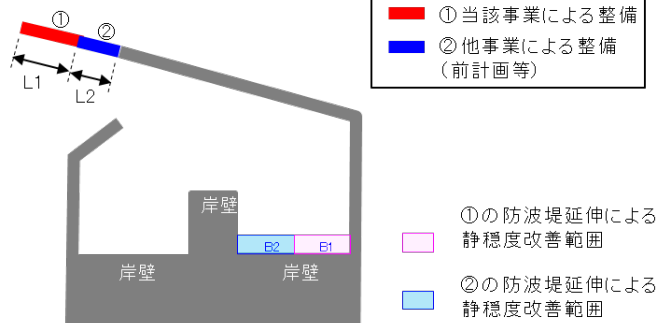 ①
②
L1
L2
①当該事業による整備
②他事業による整備
(前計画等)
岸壁
B2
B1
岸壁
岸壁
①の防波堤延伸による
静穏度改善範囲
②の防波堤延伸による
静穏度改善範囲